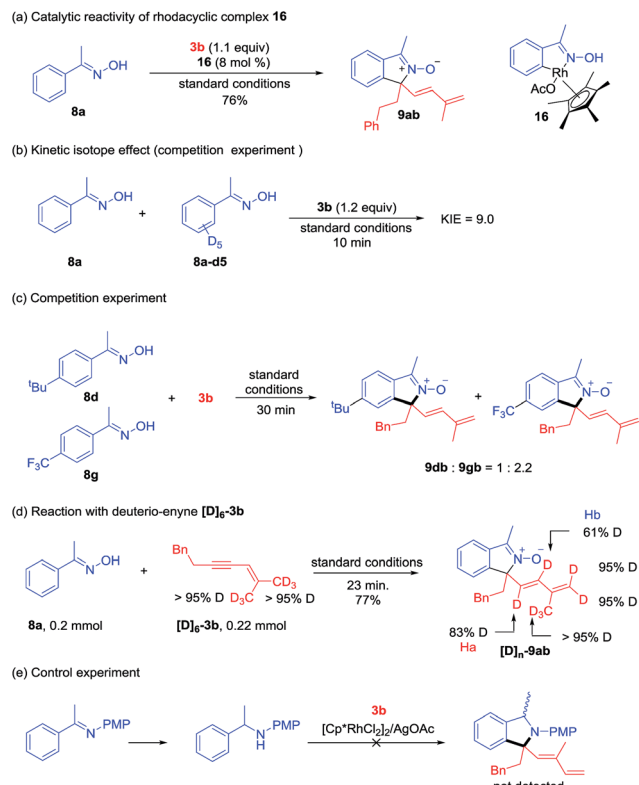 (a) Catalytic reactivity of rhodacyclic complex 16
N OH
8a
3b (1.1 equiv)
16 (8 mol %)
standard conditions
76%
N + O−
Ph
9ab
N OH
Rh
AcO
16
(b) Kinetic isotope effect (competition experiment )
N OH
8a
+
N OH
D5
8a-d5
3b (1.2 equiv)
standard conditions
10 min
KIE = 9.0
(c) Competition experiment
N OH
tBu
8d
N OH
F3C
8g
+ 3b
standard
conditions
30 min
N + O−
tBu
BnBn
+
N + O−
F3C
Bn
9db : 9gb = 1 : 2.2
(d) Reaction with deuterio-enyne [D]6-3b
N OH
8a, 0.2 mmol
+
Bn
CD3
D3C
> 95% D
> 95% D
[D]6-3b, 0.22 mmol
standard conditions
23 min.
77%
Hb
61% D
N + O−
D D
95% D
D
Bn
D D3C
95% D
83% D
Ha
[D]n-9ab
> 95% D
(e) Control experiment
N PMP
N PMP
H
3b
[Cp*RhCl2]2/AgOAc
N−PMP
Bn